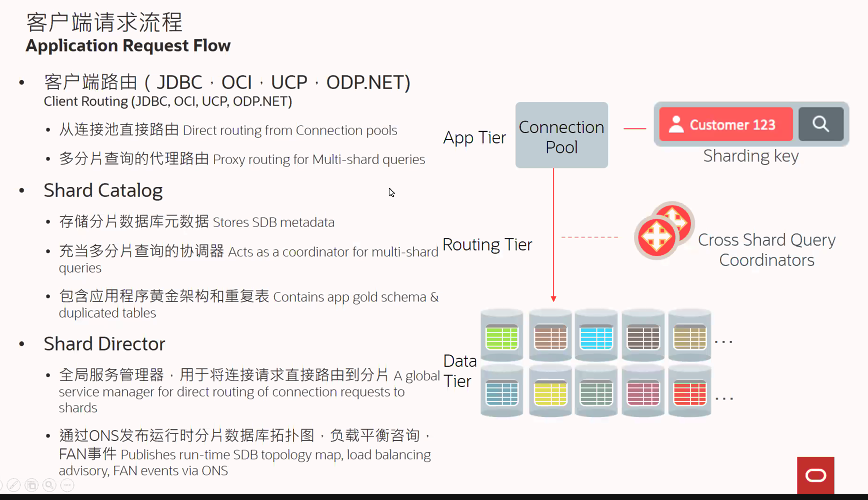 客户端请求流程
Application Request Flow
• 客户端路由 ( JDBC · OCI · UCP · ODP.NET)
Client Routing (JDBC, OCI, UCP, ODP.NET)
• 从连接池直接路由 Direct routing from Connection pools
• 多分片查询的代理路由 Proxy routing for Multi-shard queries
• Shard Catalog
• 存储分片数据库元数据 Stores SDB metadata
• 充当多分片查询的协调器 Acts as a coordinator for multi-shard
queries
• 包含应用程序黄金架构和重复表 Contains app gold schema &
duplicated tables
• Shard Director
• 全局服务管理器，用于将连接请求直接路由到分片 A global
service manager for direct routing of connection requests to
shards
• 通过ONS发布运行时分片数据库拓扑图，负载平衡咨询，
FAN事件 Publishes run-time SDB topology map, load balancing
advisory, FAN events via ONS
App Tier
Connection
Pool
Customer 123
Sharding key
Routing Tier
Cross Shard Query
Coordinators
Data
Tier
...
...